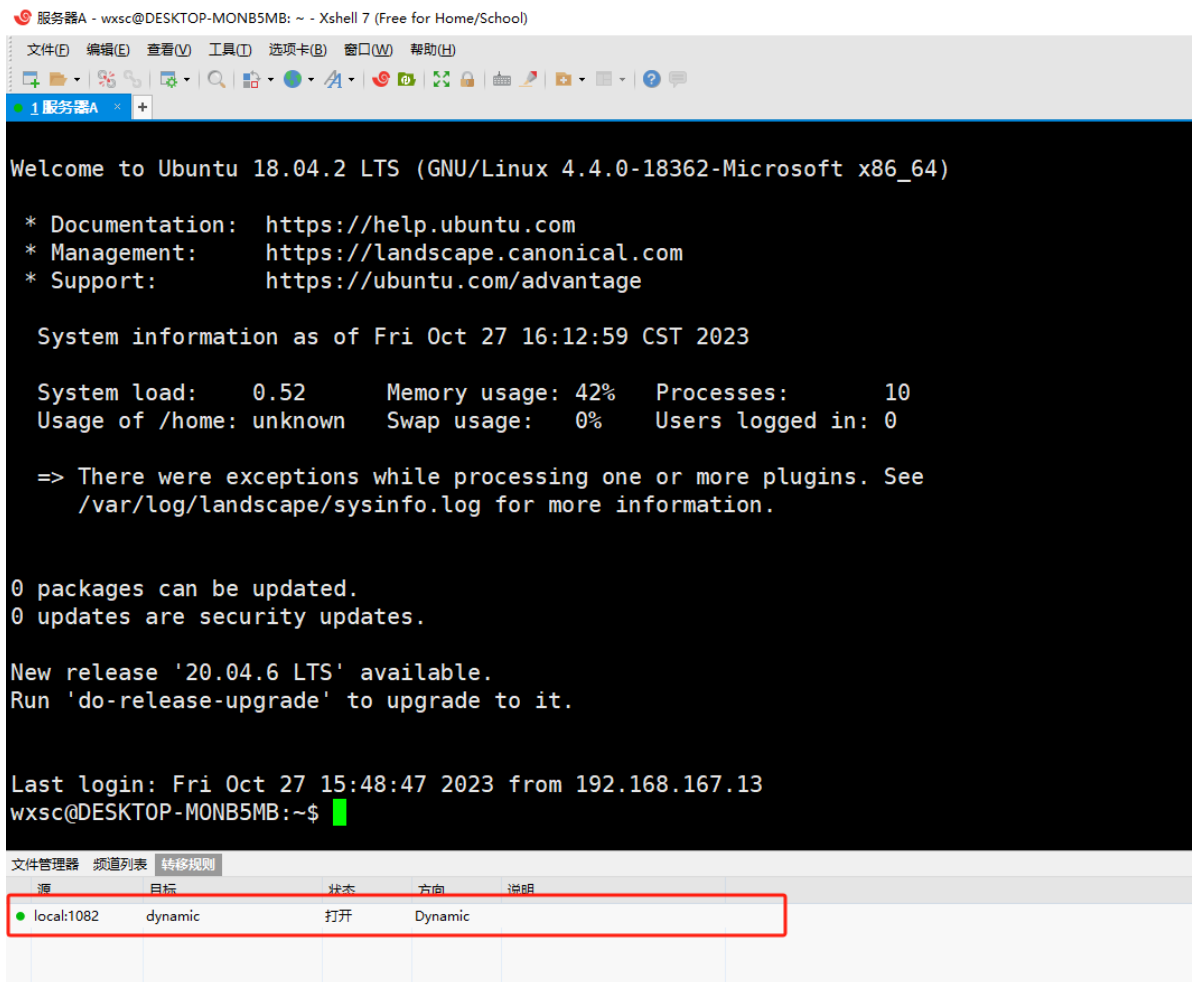 服务器A - wxsc@DESKTOP-MONB5MB: ~ - Xshell 7 (Free for Home/School)
文件(F) 编辑(E) 查看(V) 工具(T) 选项卡(B) 窗口(W) 帮助(H)
1 服务器A × +
Welcome to Ubuntu 18.04.2 LTS (GNU/Linux 4.4.0-18362-Microsoft x86_64)
* Documentation: https://help.ubuntu.com
* Management: https://landscape.canonical.com
* Support: https://ubuntu.com/advantage
System information as of Fri Oct 27 16:12:59 CST 2023
System load: 0.52 Memory usage: 42% Processes: 10
Usage of /home: unknown Swap usage: 0% Users logged in: 0
=> There were exceptions while processing one or more plugins. See
/var/log/landscape/sysinfo.log for more information.
0 packages can be updated.
0 updates are security updates.
New release '20.04.6 LTS' available.
Run 'do-release-upgrade' to upgrade to it.
Last login: Fri Oct 27 15:48:47 2023 from 192.168.167.13
wxsc@DESKTOP-MONB5MB:~$
文件管理器 频道列表 转移规则
源 目标 状态 方向 说明
local:1082 dynamic 打开 Dynamic